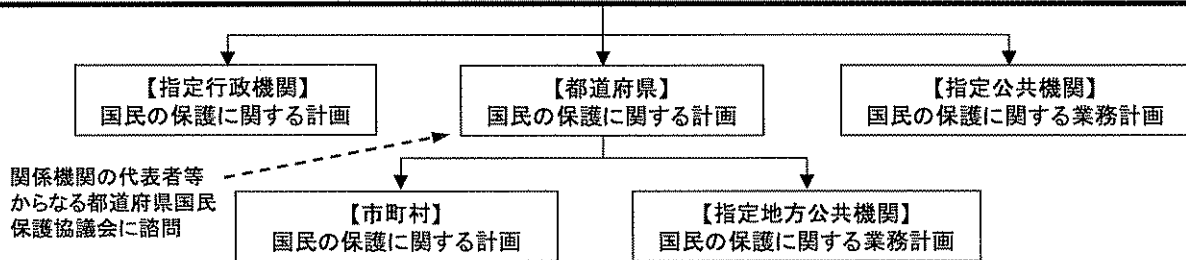 【指定行政機関】
国民の保護に関する計画
【都道府県】
国民の保護に関する計画
【指定公共機関】
国民の保護に関する業務計画
関係機関の代表者等
からなる都道府県国民
保護協議会に諮問
【市町村】
国民の保護に関する計画
【指定地方公共機関】
国民の保護に関する業務計画